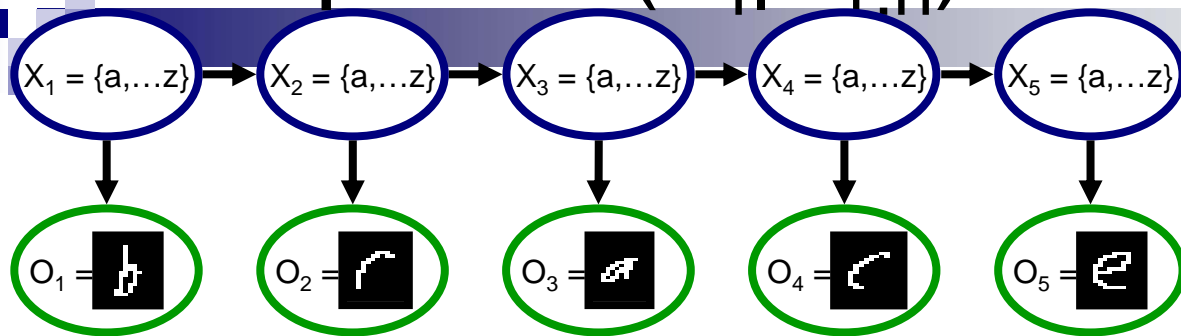 X₁ = {a,…z} X₂ = {a,…z} X₃ = {a,…z} X₄ = {a,…z} X₅ = {a,…z}
O₁ = b O₂ = r O₃ = a O₄ = c O₅ = e